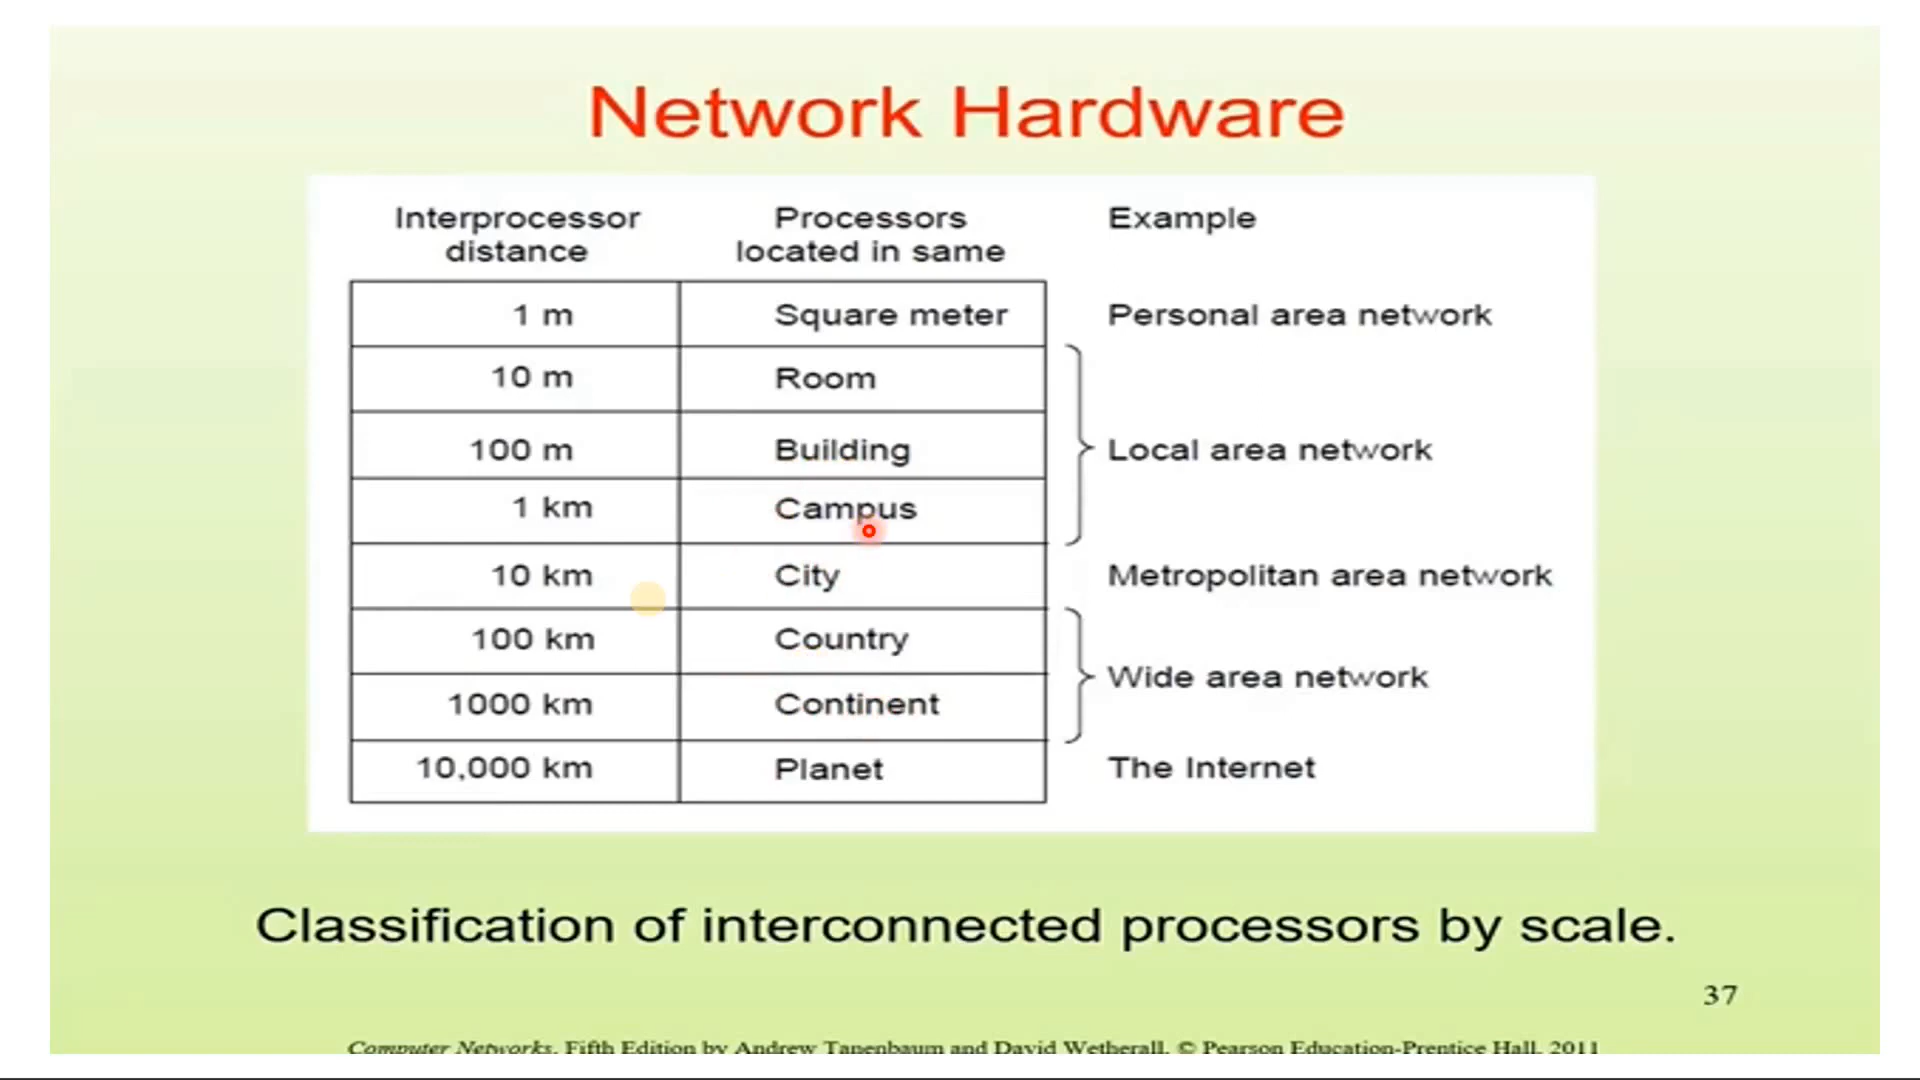 Network Hardware
Interprocessor distance Processors located in same Example
1 m Square meter Personal area network
10 m Room
100 m Building Local area network
1 km Campus
10 km City Metropolitan area network
100 km Country
Wide area network
1000 km Continent
10,000 km Planet The Internet
Classification of interconnected processors by scale.
37
Computer Networks, Fifth Edition by Andrew Tanenbaum and David Wetherall, © Pearson Education-Prentice Hall, 2011